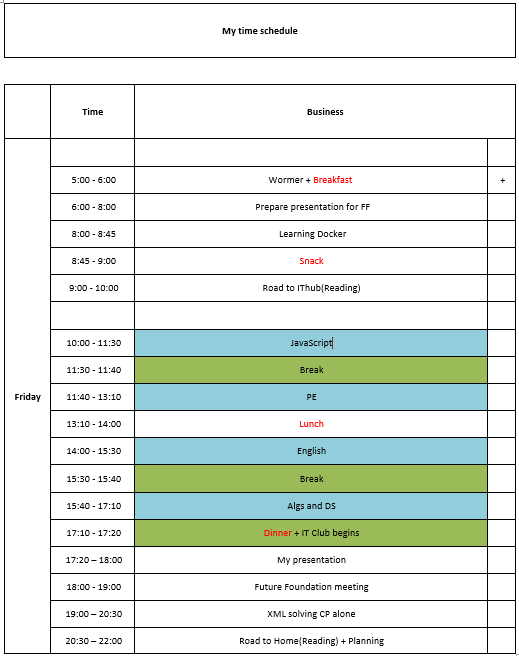 My time schedule
Time Business
5:00 - 6:00 Wormer + Breakfast +
6:00 - 8:00 Prepare presentation for FF
8:00 - 8:45 Learning Docker
8:45 - 9:00 Snack
9:00 - 10:00 Road to IThub(Reading)
10:00 - 11:30 JavaScript
11:30 - 11:40 Break
11:40 - 13:10 PE
Friday
13:10 - 14:00 Lunch
14:00 - 15:30 English
15:30 - 15:40 Break
15:40 - 17:10 Algs and DS
17:10 - 17:20 Dinner + IT Club begins
17:20 – 18:00 My presentation
18:00 - 19:00 Future Foundation meeting
19:00 – 20:30 XML solving CP alone
20:30 – 22:00 Road to Home(Reading) + Planning